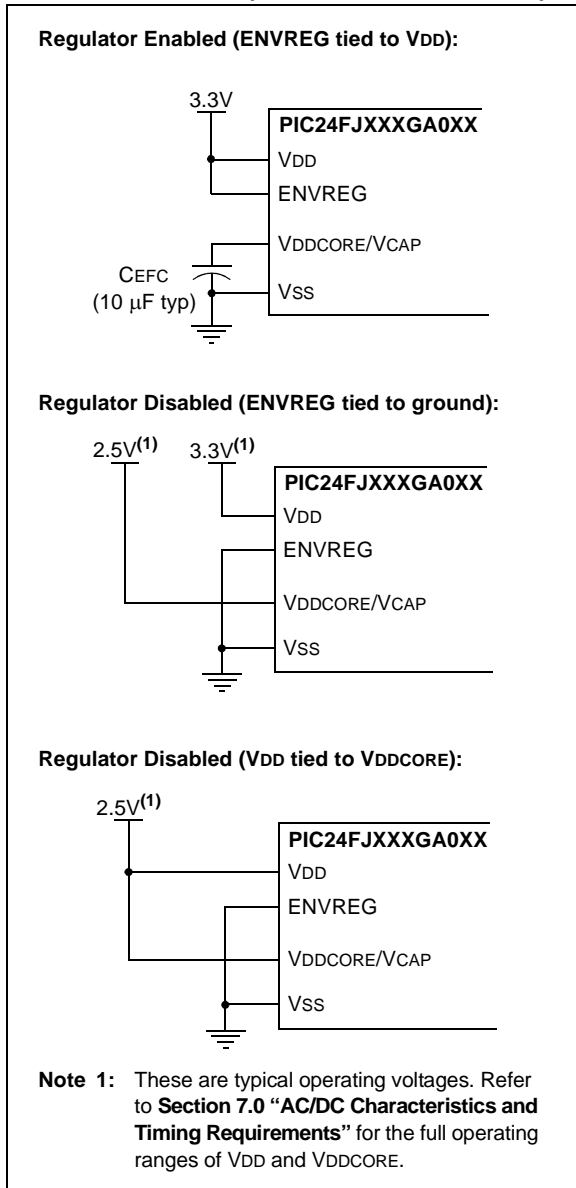 Regulator Enabled (ENVREG tied to VDD):
3.3V
PIC24FJXXXGA0XX
VDD
ENVREG
VDDCORE/VCAP
CEFC
(10 μF typ)
VSS
Regulator Disabled (ENVREG tied to ground):
2.5V(1) 3.3V(1)
PIC24FJXXXGA0XX
VDD
ENVREG
VDDCORE/VCAP
VSS
Regulator Disabled (VDD tied to VDDCORE):
2.5V(1)
PIC24FJXXXGA0XX
VDD
ENVREG
VDDCORE/VCAP
VSS
Note 1: These are typical operating voltages. Refer
to Section 7.0 “AC/DC Characteristics and
Timing Requirements” for the full operating
ranges of VDD and VDDCORE.